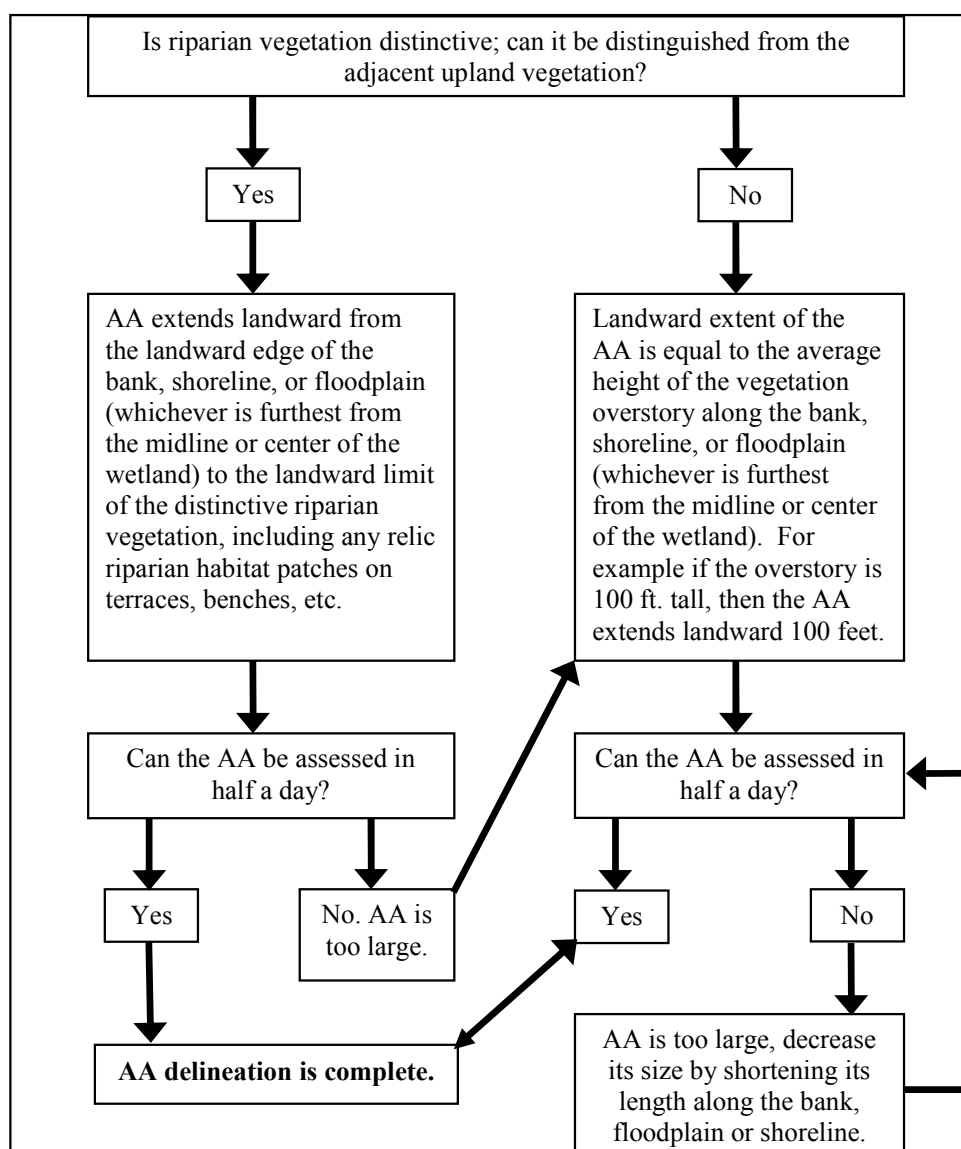 Is riparian vegetation distinctive; can it be distinguished from the
adjacent upland vegetation?
Yes
No
AA extends landward from
the landward edge of the
bank, shoreline, or floodplain
(whichever is furthest from
the midline or center of the
wetland) to the landward limit
of the distinctive riparian
vegetation, including any relic
riparian habitat patches on
terraces, benches, etc.
Landward extent of the
AA is equal to the average
height of the vegetation
overstory along the bank,
shoreline, or floodplain
(whichever is furthest
from the midline or center
of the wetland).  For
example if the overstory is
100 ft. tall, then the AA
extends landward 100 feet.
Can the AA be assessed in
half a day?
Can the AA be assessed in
half a day?
Yes
No. AA is
too large.
Yes
No
AA delineation is complete.
AA is too large, decrease
its size by shortening its
length along the bank,
floodplain or shoreline.